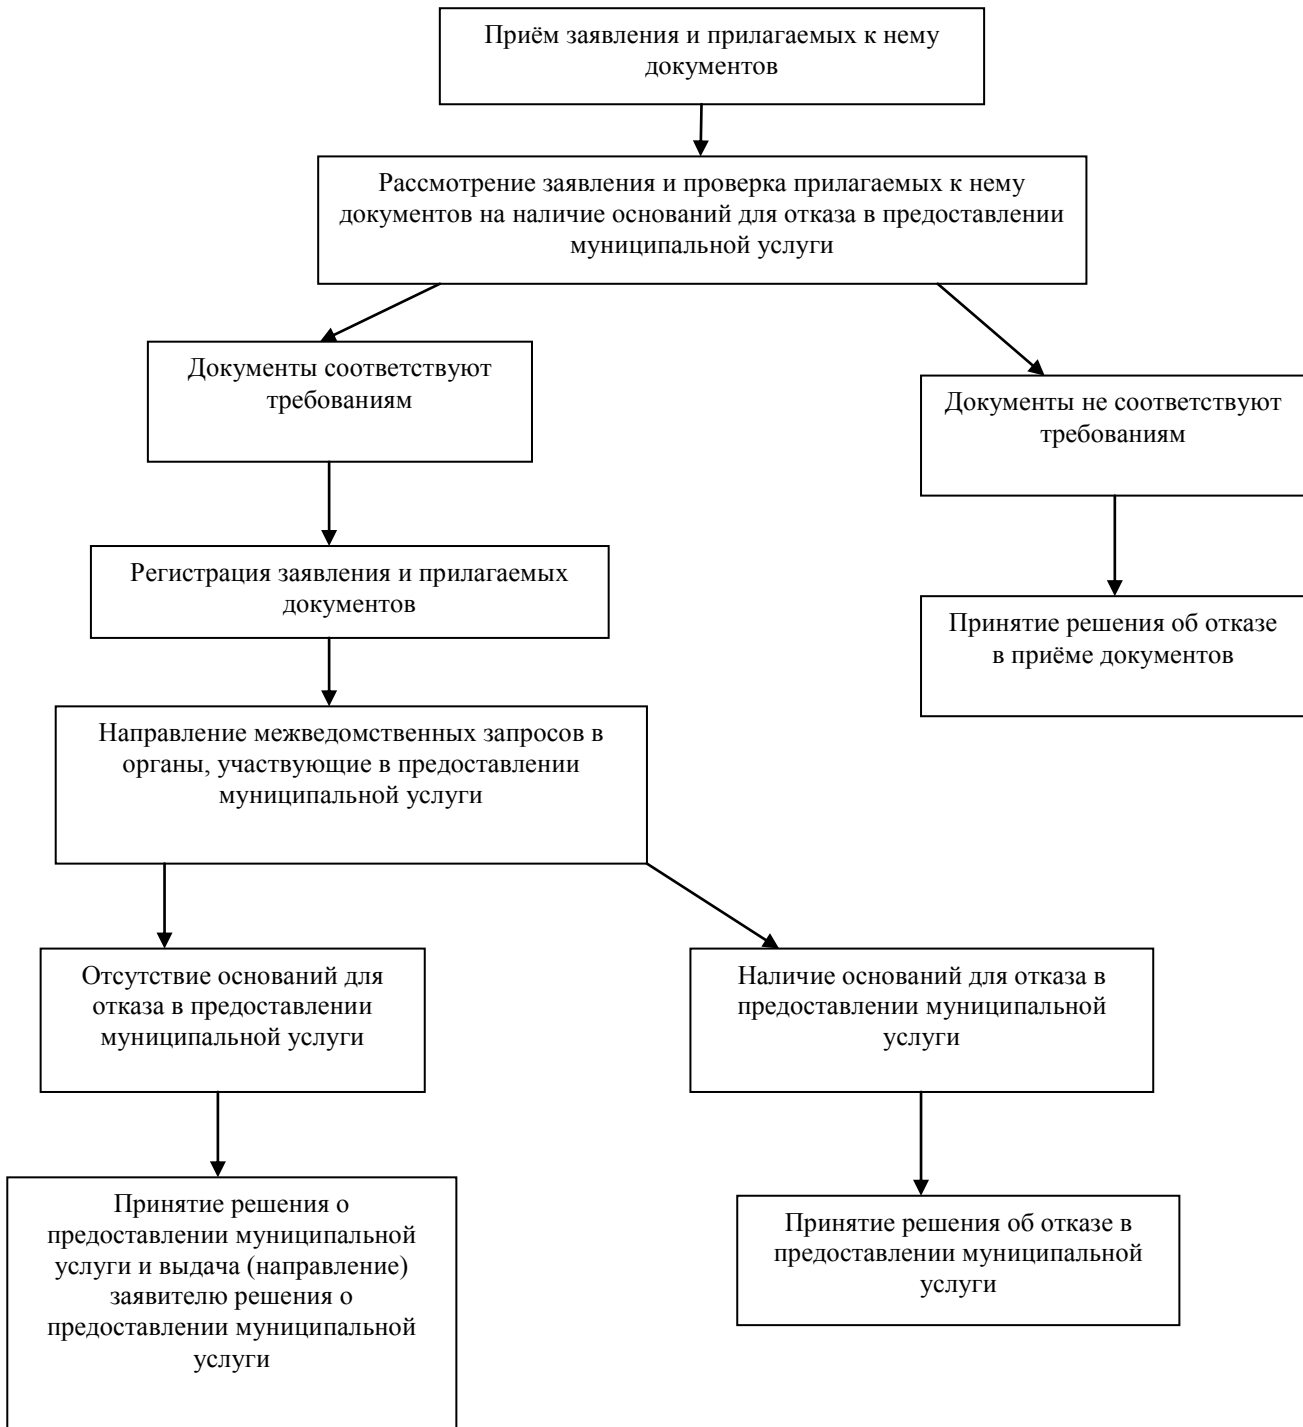 Приём заявления и прилагаемых к нему
документов
Рассмотрение заявления и проверка прилагаемых к нему
документов на наличие оснований для отказа в предоставлении
муниципальной услуги
Документы соответствуют
требованиям
Документы не соответствуют
требованиям
Регистрация заявления и прилагаемых
документов
Принятие решения об отказе
в приёме документов
Направление межведомственных запросов в
органы, участвующие в предоставлении
муниципальной услуги
Отсутствие оснований для
отказа в предоставлении
муниципальной услуги
Наличие оснований для отказа в
предоставлении муниципальной
услуги
Принятие решения о
предоставлении муниципальной
услуги и выдача (направление)
заявителю решения о
предоставлении муниципальной
услуги
Принятие решения об отказе в
предоставлении муниципальной
услуги